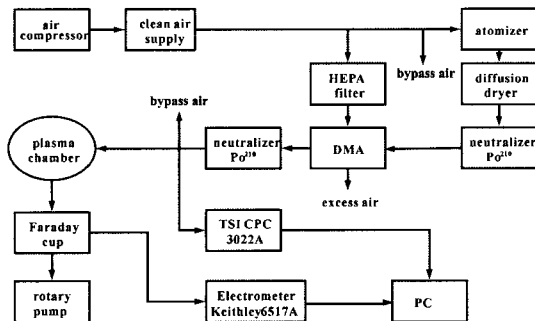 air
compressor
clean air
supply
atomizer
HEPA
filter
bypass air
diffusion
dryer
bypass air
plasma
chamber
neutralizer
Po²¹⁰
DMA
neutralizer
Po²¹⁰
excess air
Faraday
cup
TSI CPC
3022A
rotary
pump
Electrometer
Keithley6517A
PC